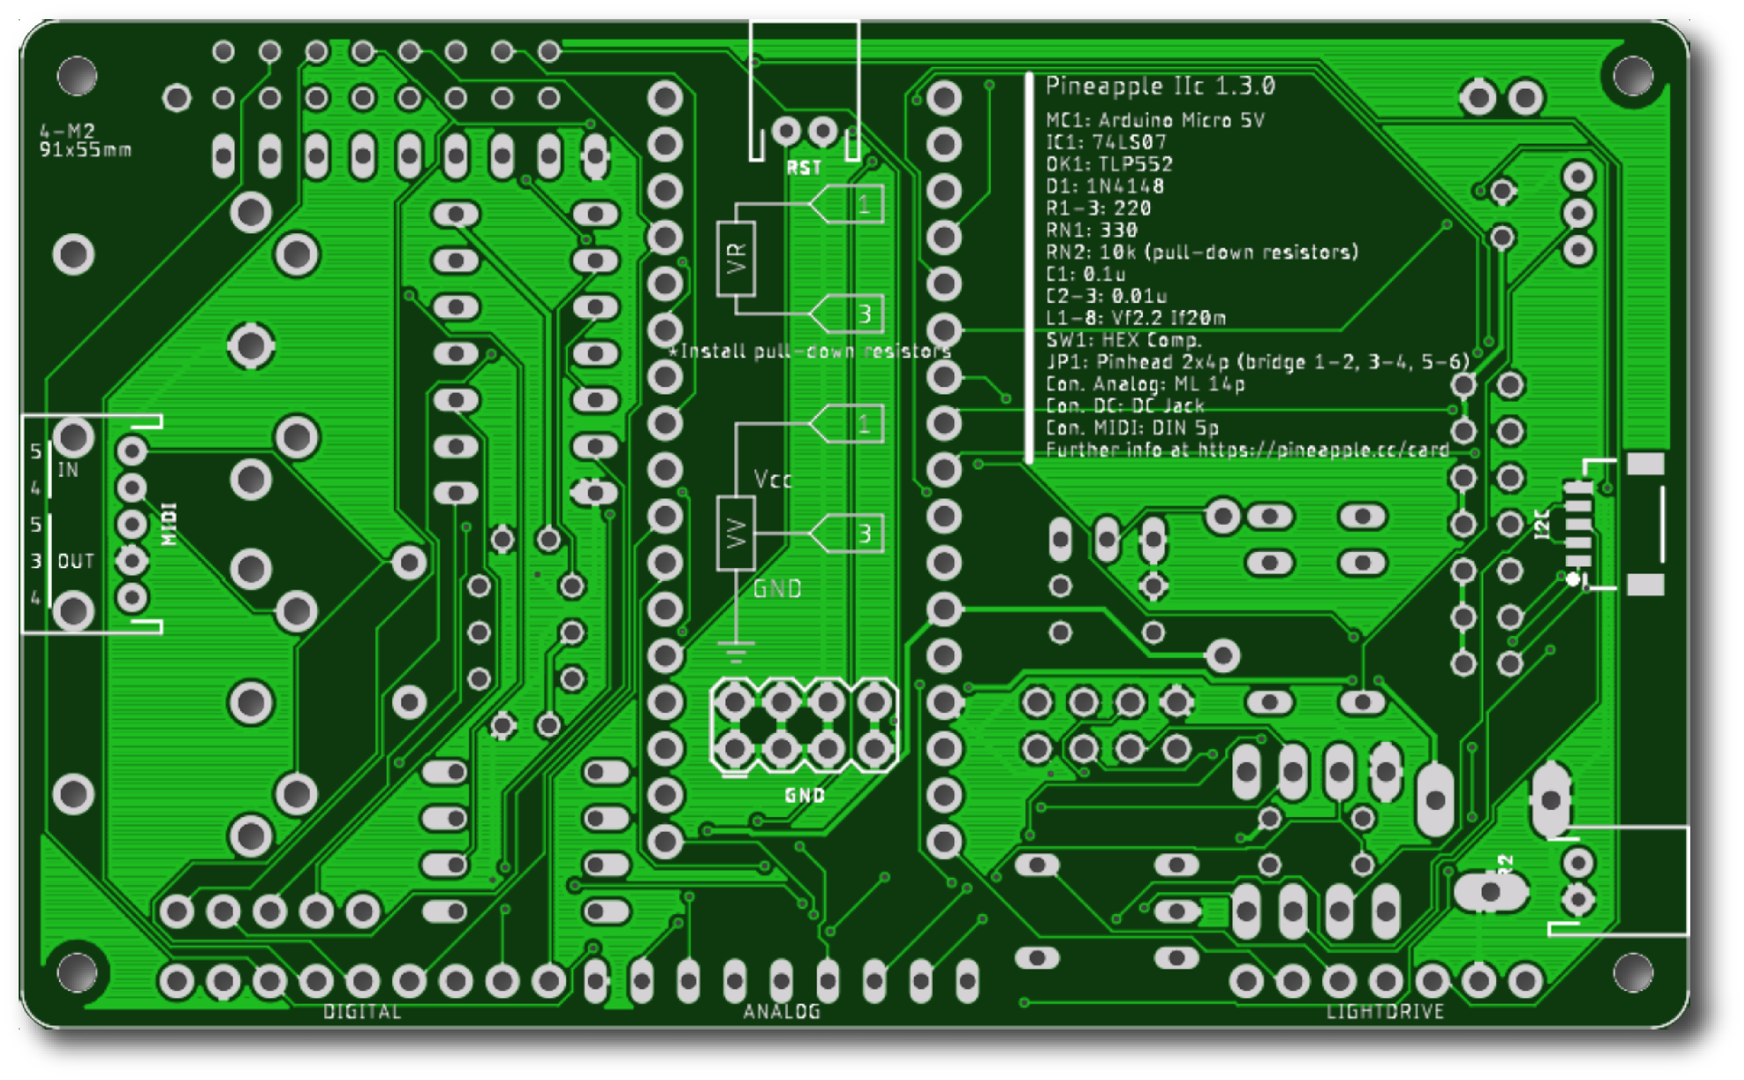 Pineapple IIc 1.3.0
MC1: Arduino Micro 5V
IC1: 74LS07
OK1: TLP552
D1: 1N4148
R1-3: 220
RN1: 330
RN2: 10k (pull-down resistors)
C1: 0.1u
C2-3: 0.01u
L1-8: Vf2.2 If20m
SW1: HEX Comp.
JP1: Pinhead 2x4p (bridge 1-2, 3-4, 5-6)
Con. Analog: ML 14p
Con. DC: DC Jack
Con. MIDI: DIN 5p
Further info at https://pineapple.cc/card
4-M2
91x55mm
RST
1
VR
3
*Install pull-down resistors
1
Vcc
VV
3
GND
GND
5
IN
4
5
3 OUT
4
MIDI
I2C
R2
DIGITAL
ANALOG
LIGHTDRIVE